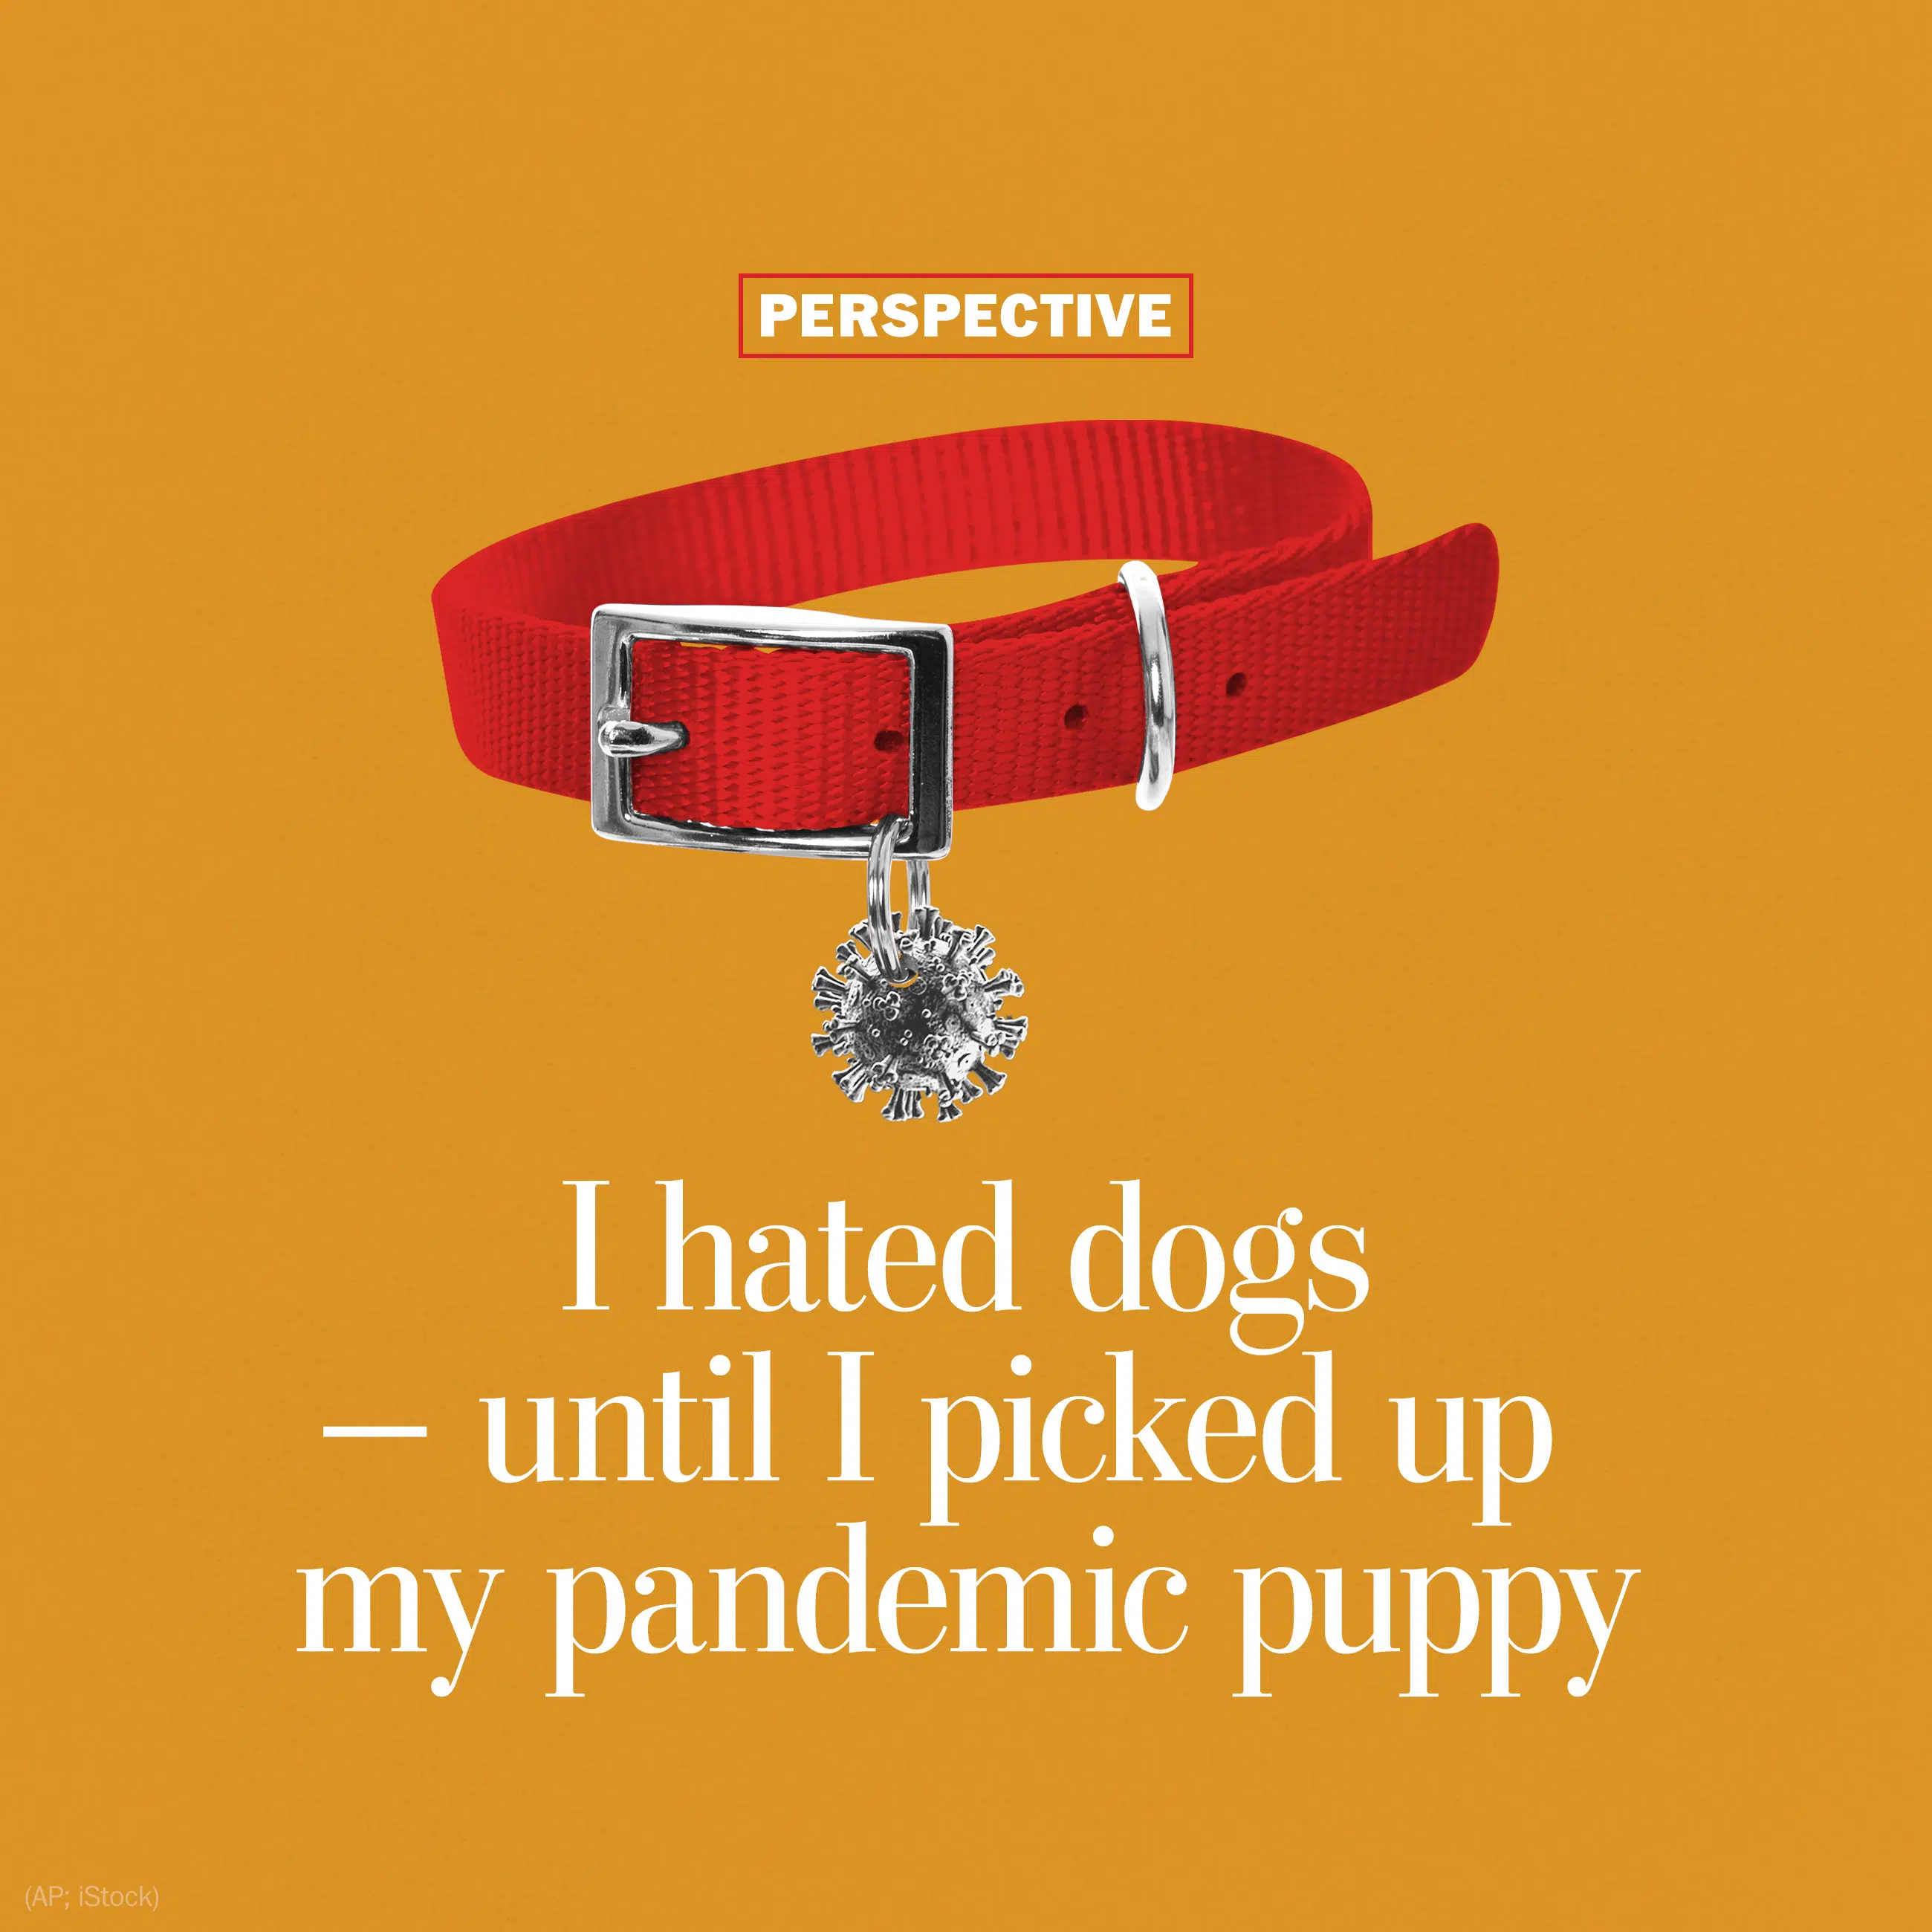 PERSPECTIVE
I hated dogs
— until I picked up
my pandemic puppy
(AP; iStock)